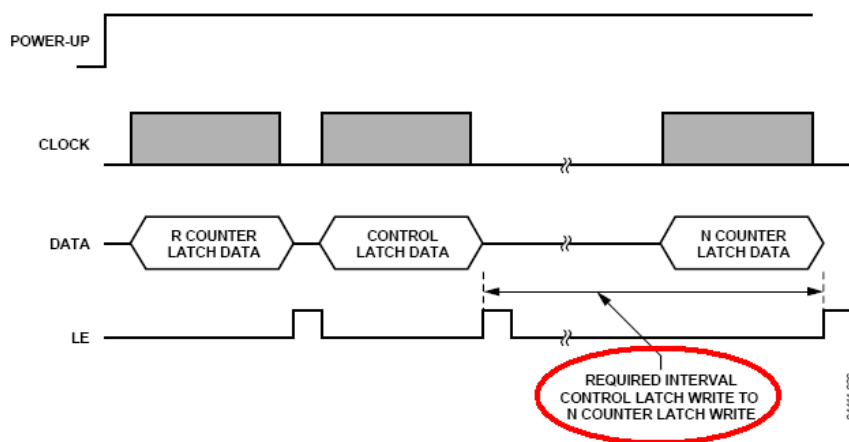 POWER-UP
CLOCK
DATA
R COUNTER
LATCH DATA
CONTROL
LATCH DATA
N COUNTER
LATCH DATA
LE
REQUIRED INTERVAL
CONTROL LATCH WRITE TO
N COUNTER LATCH WRITE